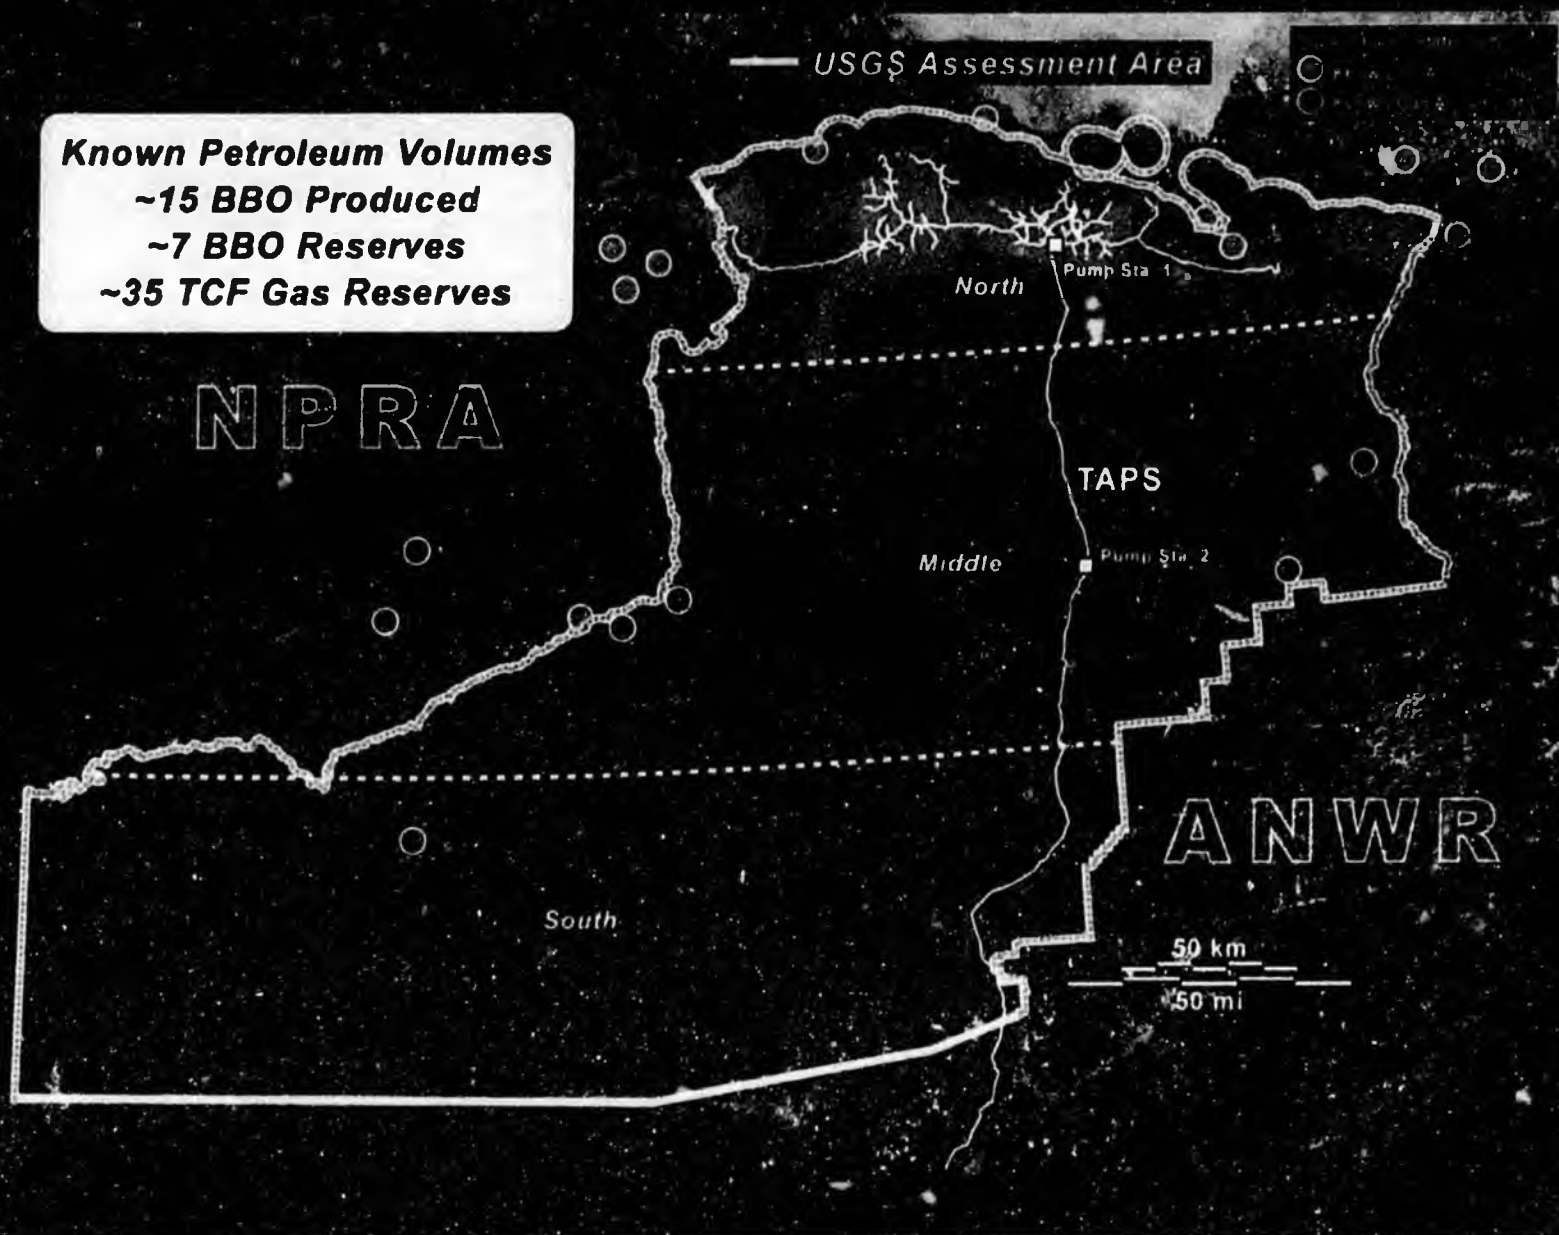 USGS Assessment Area
Known Petroleum Volumes
~15 BBO Produced
~7 BBO Reserves
~35 TCF Gas Reserves
Pump Sta. 1
North
NPRA
TAPS
Middle
Pump Sta. 2
ANWR
South
50 km
50 mi